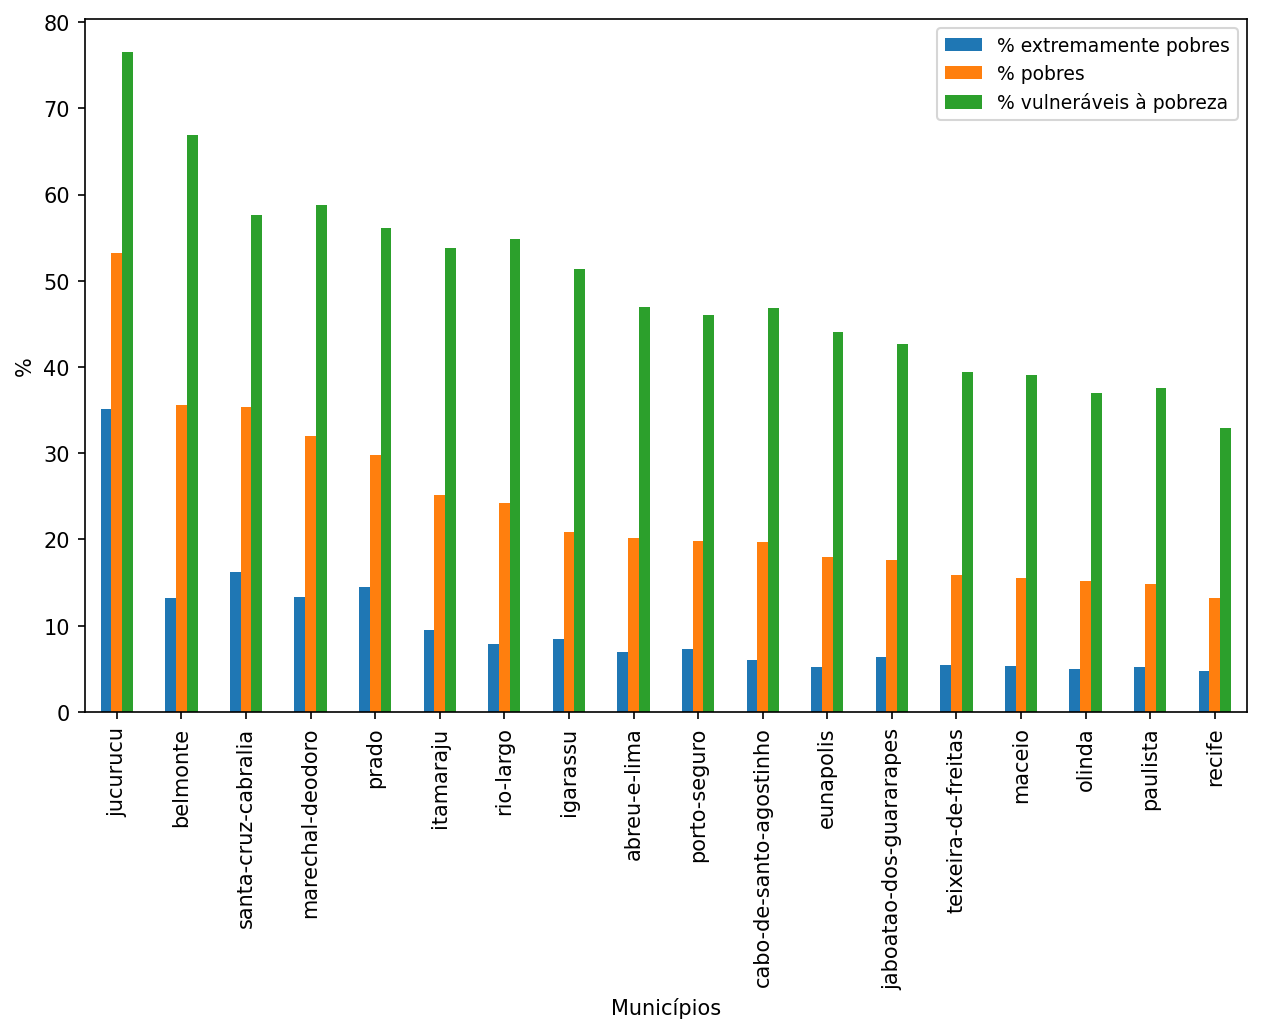 80
70
60
50
40
30
20
10
0
%
% extremamente pobres
% pobres
% vulneráveis à pobreza
jucurucu
belmonte
santa-cruz-cabralia
marechal-deodoro
prado
itamaraju
rio-largo
igarassu
abreu-e-lima
porto-seguro
cabo-de-santo-agostinho
eunapolis
jaboatao-dos-guararapes
teixeira-de-freitas
maceio
olinda
paulista
recife
Municípios